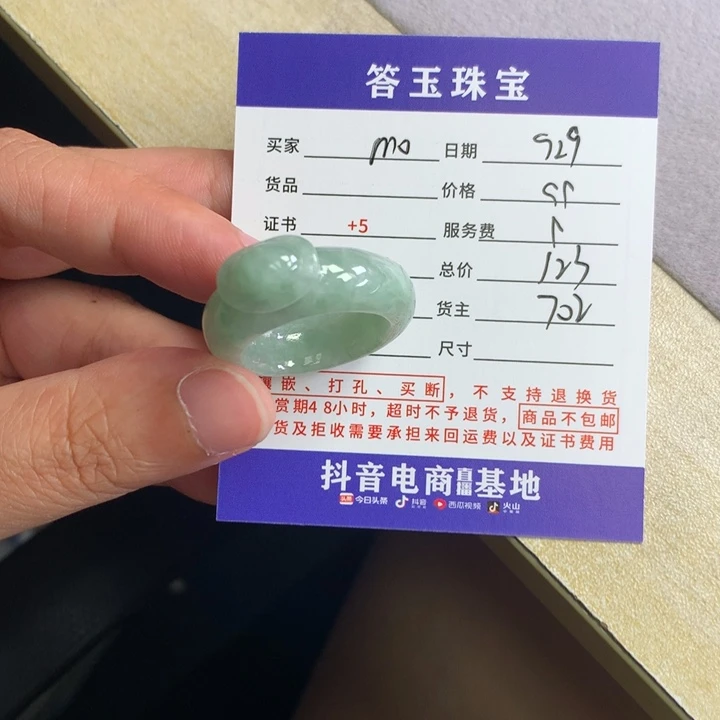 答玉珠宝
买家 mo 日期 929
货品 价格
证书 +5 服务费
总价 123
货主 702
尺寸
嵌、打孔、买断，不支持退换货
赏期48小时，超时不予退货，商品不包邮
货及拒收需要承担来回运费以及证书费用
抖音电商直播基地
头条 今日头条 抖音 西瓜视频 火山